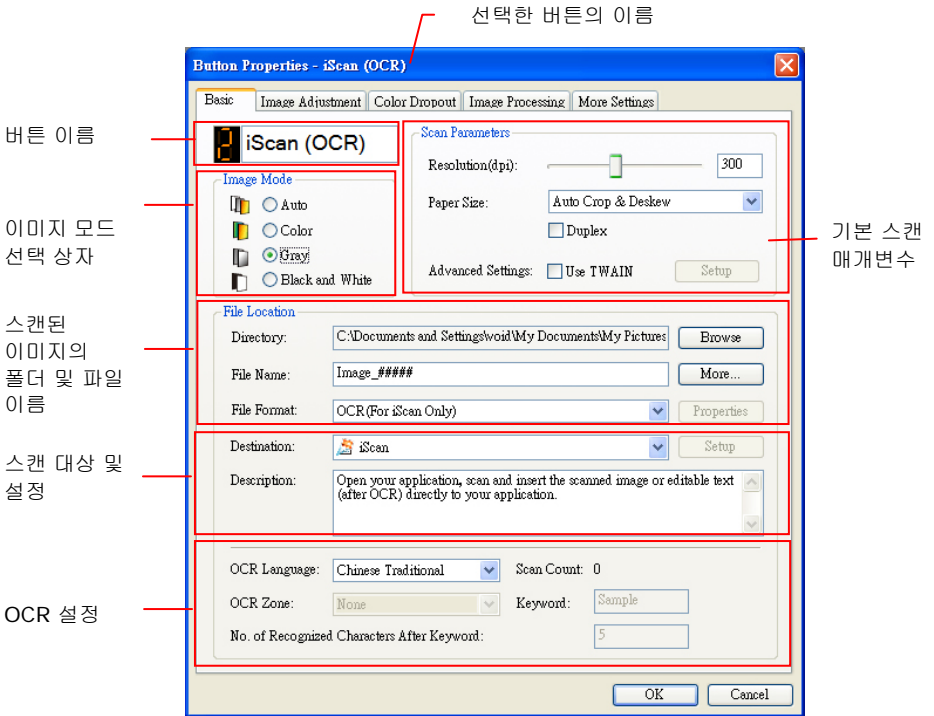 선택한 버튼의 이름
Button Properties - iScan (OCR)
Basic Image Adjustment Color Dropout Image Processing More Settings
버튼 이름
2 iScan (OCR)
Image Mode
Auto
Color
Gray
Black and White
이미지 모드
선택 상자
Scan Parameters
Resolution(dpi): 300
Paper Size: Auto Crop & Deskew
Duplex
Advanced Settings: Use TWAIN Setup
기본 스캔
매개변수
스캔된
이미지의
폴더 및 파일
이름
File Location
Directory: C:\Documents and Settings\void\My Documents\My Pictures Browse
File Name: Image_##### More...
File Format: OCR(For iScan Only) Properties
스캔 대상 및
설정
Destination: iScan Setup
Description: Open your application, scan and insert the scanned image or editable text
(after OCR) directly to your application.
OCR 설정
OCR Language: Chinese Traditional Scan Count: 0
OCR Zone: None Keyword: Sample
No. of Recognized Characters After Keyword: 5
OK Cancel